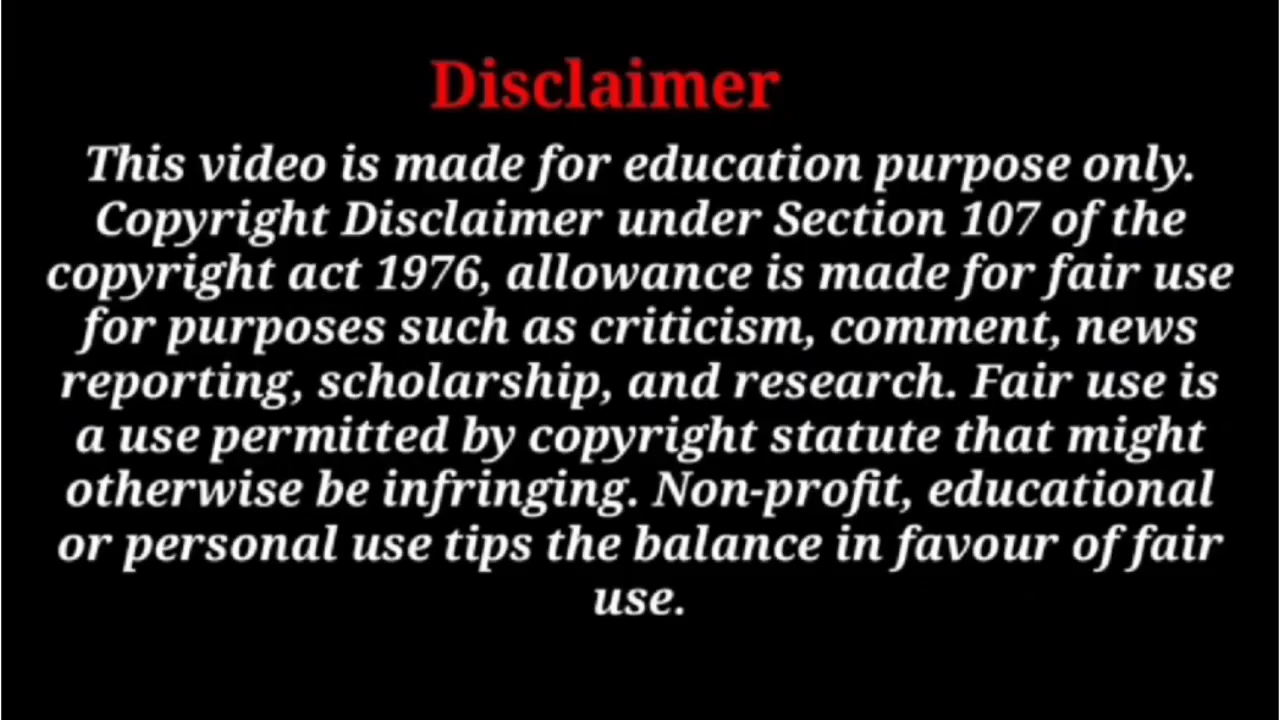 Disclaimer
This video is made for education purpose only.
Copyright Disclaimer under Section 107 of the
copyright act 1976, allowance is made for fair use
for purposes such as criticism, comment, news
reporting, scholarship, and research. Fair use is
a use permitted by copyright statute that might
otherwise be infringing. Non-profit, educational
or personal use tips the balance in favour of fair
use.